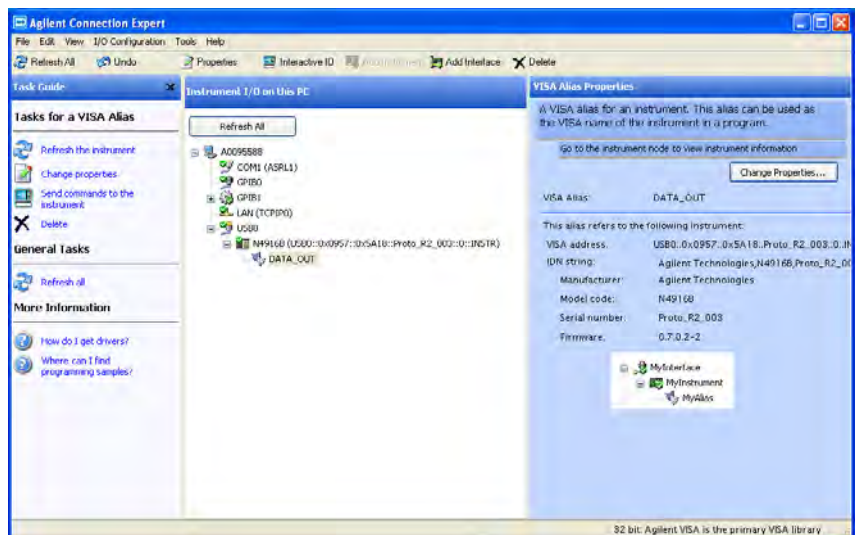 Agilent Connection Expert
File Edit View I/O Configuration Tools Help
Refresh All Undo Properties Interactive ID Add Interface Delete
Task Guide
Instrument I/O on this PC
VISA Alias Properties
Tasks for a VISA Alias
Refresh the instrument
Change properties
Send commands to the
instrument
Delete
General Tasks
Refresh all
More Information
How do I get drivers?
Where can I find
programming samples?
Refresh All
A0095588
COM1 (ASRL1)
GPIB0
GPIB1
LAN (TCPIP0)
USB0
N4916B (USB0::0x0957::0x5A18::Proto_R2_003::0::INSTR)
DATA_OUT
A VISA alias for an instrument. This alias can be used as
the VISA name of the instrument in a program.
Go to the instrument node to view instrument information
Change Properties...
VISA Alias: DATA_OUT
This alias refers to the following instrument:
VISA address: USB0::0x0957::0x5A18::Proto_R2_003::0::IN
IDN string: Agilent Technologies,N4916B,Proto_R2_00
Manufacturer: Agilent Technologies
Model code: N4916B
Serial number: Proto_R2_003
Firmware: 0.7.0.2-2
MyInterface
MyInstrument
MyAlias
32 bit: Agilent VISA is the primary VISA library